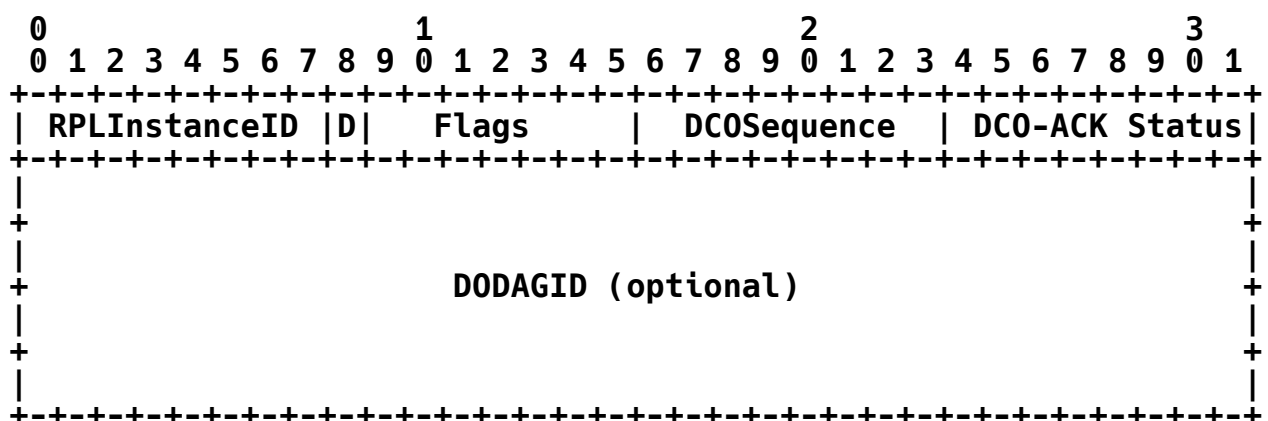 0                   1                   2                   3
 0 1 2 3 4 5 6 7 8 9 0 1 2 3 4 5 6 7 8 9 0 1 2 3 4 5 6 7 8 9 0 1
+-+-+-+-+-+-+-+-+-+-+-+-+-+-+-+-+-+-+-+-+-+-+-+-+-+-+-+-+-+-+-+-+
| RPLInstanceID |D|   Flags     |  DCOSequence  | DCO-ACK Status|
+-+-+-+-+-+-+-+-+-+-+-+-+-+-+-+-+-+-+-+-+-+-+-+-+-+-+-+-+-+-+-+-+
|                                                               |
+                                                               +
|                                                               |
+                      DODAGID (optional)                       +
|                                                               |
+                                                               +
|                                                               |
+-+-+-+-+-+-+-+-+-+-+-+-+-+-+-+-+-+-+-+-+-+-+-+-+-+-+-+-+-+-+-+-+